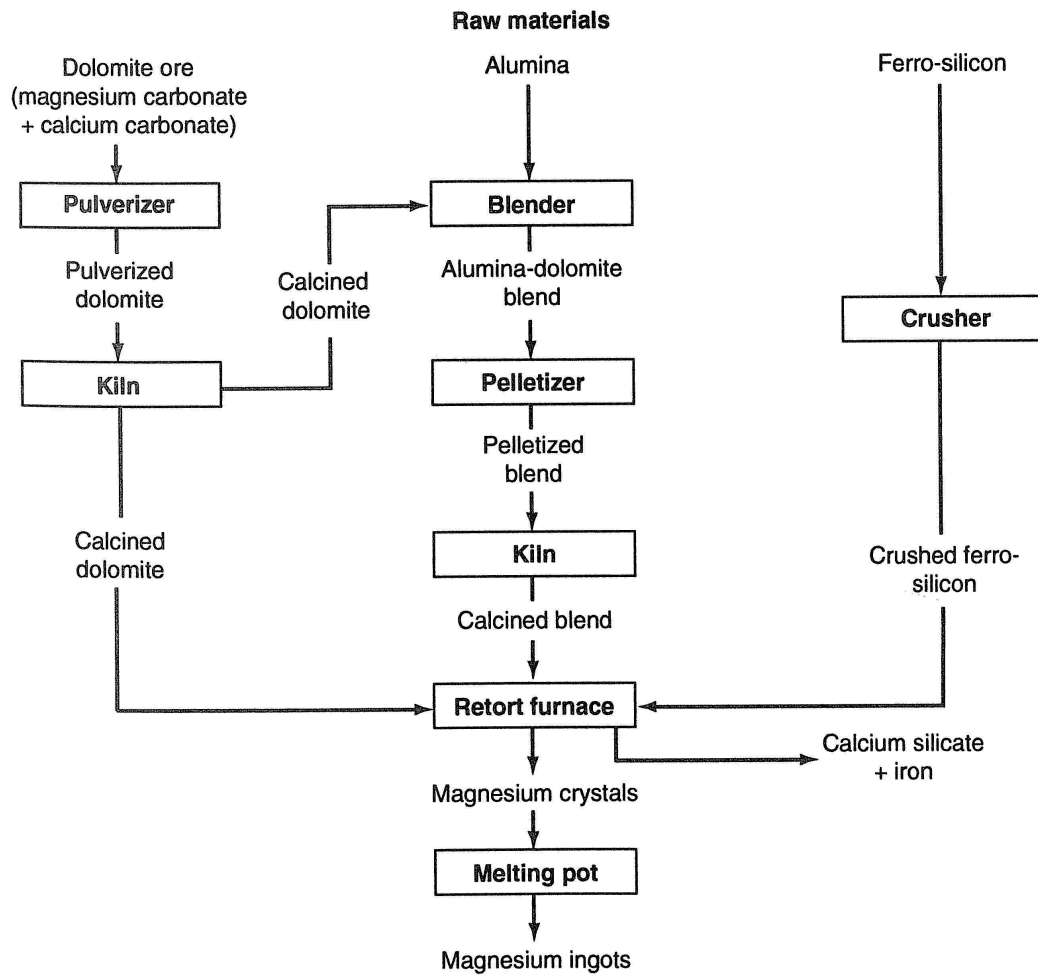 Raw materials
Dolomite ore
(magnesium carbonate
+ calcium carbonate)
Alumina
Ferro-silicon
Pulverizer
Blender
Pulverized
dolomite
Calcined
dolomite
Alumina-dolomite
blend
Crusher
Kiln
Pelletizer
Pelletized
blend
Calcined
dolomite
Kiln
Crushed ferro-
silicon
Calcined blend
Retort furnace
Calcium silicate
+ iron
Magnesium crystals
Melting pot
Magnesium ingots